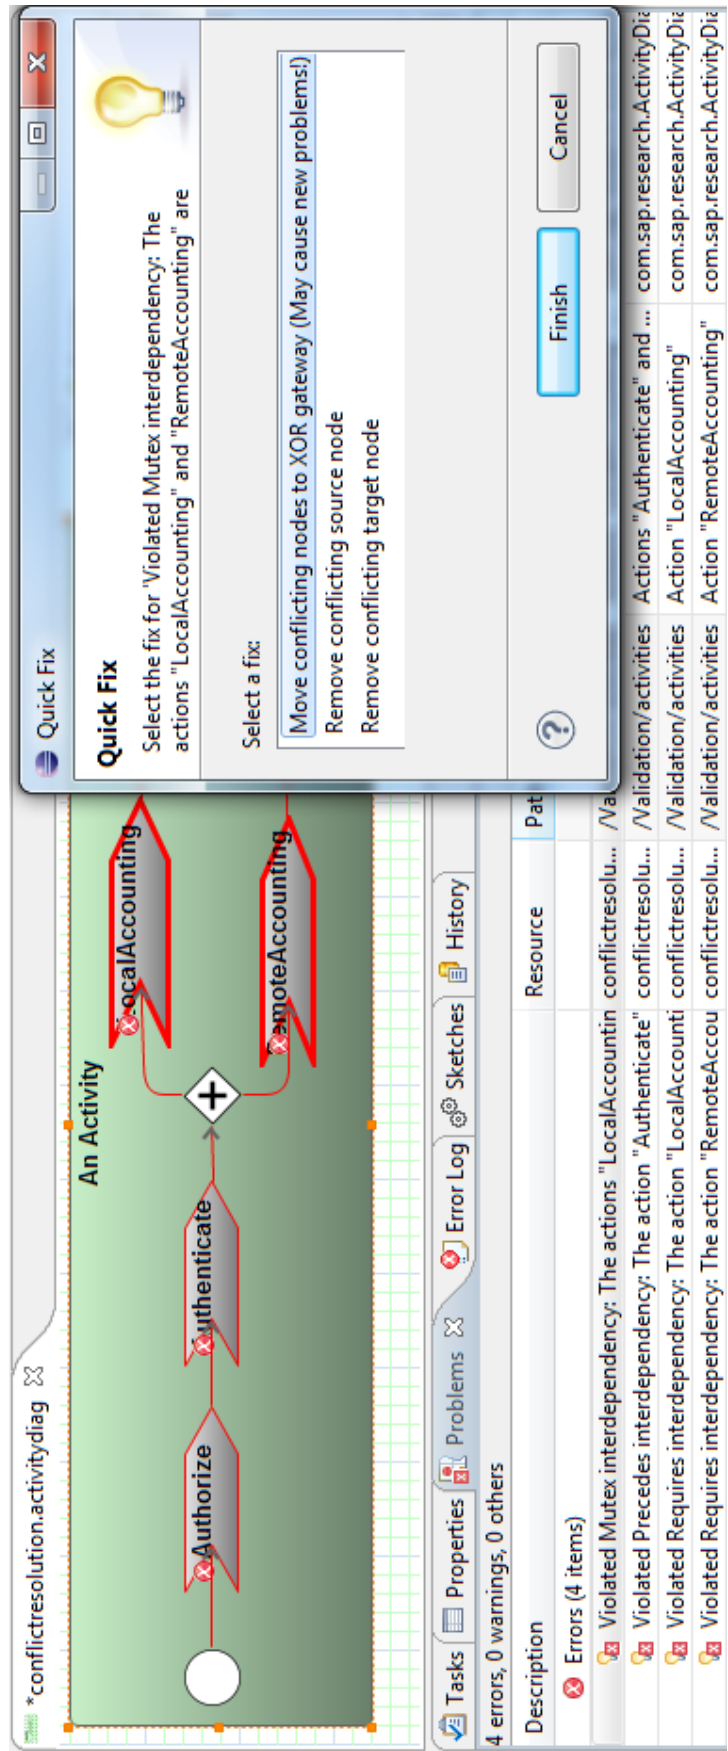 *conflictresolution.activitydiag
An Activity
Authorize
uthenticate
LocalAccounting
emoteAccounting
Quick Fix
Quick Fix
Select the fix for 'Violated Mutex interdependency: The
actions "LocalAccounting" and "RemoteAccounting" are
Select a fix:
Move conflicting nodes to XOR gateway (May cause new problems!)
Remove conflicting source node
Remove conflicting target node
?
Finish
Cancel
Tasks Properties Problems Error Log Sketches History
4 errors, 0 warnings, 0 others
Description Resource Pat
Errors (4 items)
Violated Mutex interdependency: The actions "LocalAccountin conflictresolu... /Va
Violated Precedes interdependency: The action "Authenticate" conflictresolu... /Validation/activities Actions "Authenticate" and ... com.sap.research.ActivityDia
Violated Requires interdependency: The action "LocalAccounti conflictresolu... /Validation/activities Action "LocalAccounting" com.sap.research.ActivityDia
Violated Requires interdependency: The action "RemoteAccou conflictresolu... /Validation/activities Action "RemoteAccounting" com.sap.research.ActivityDia